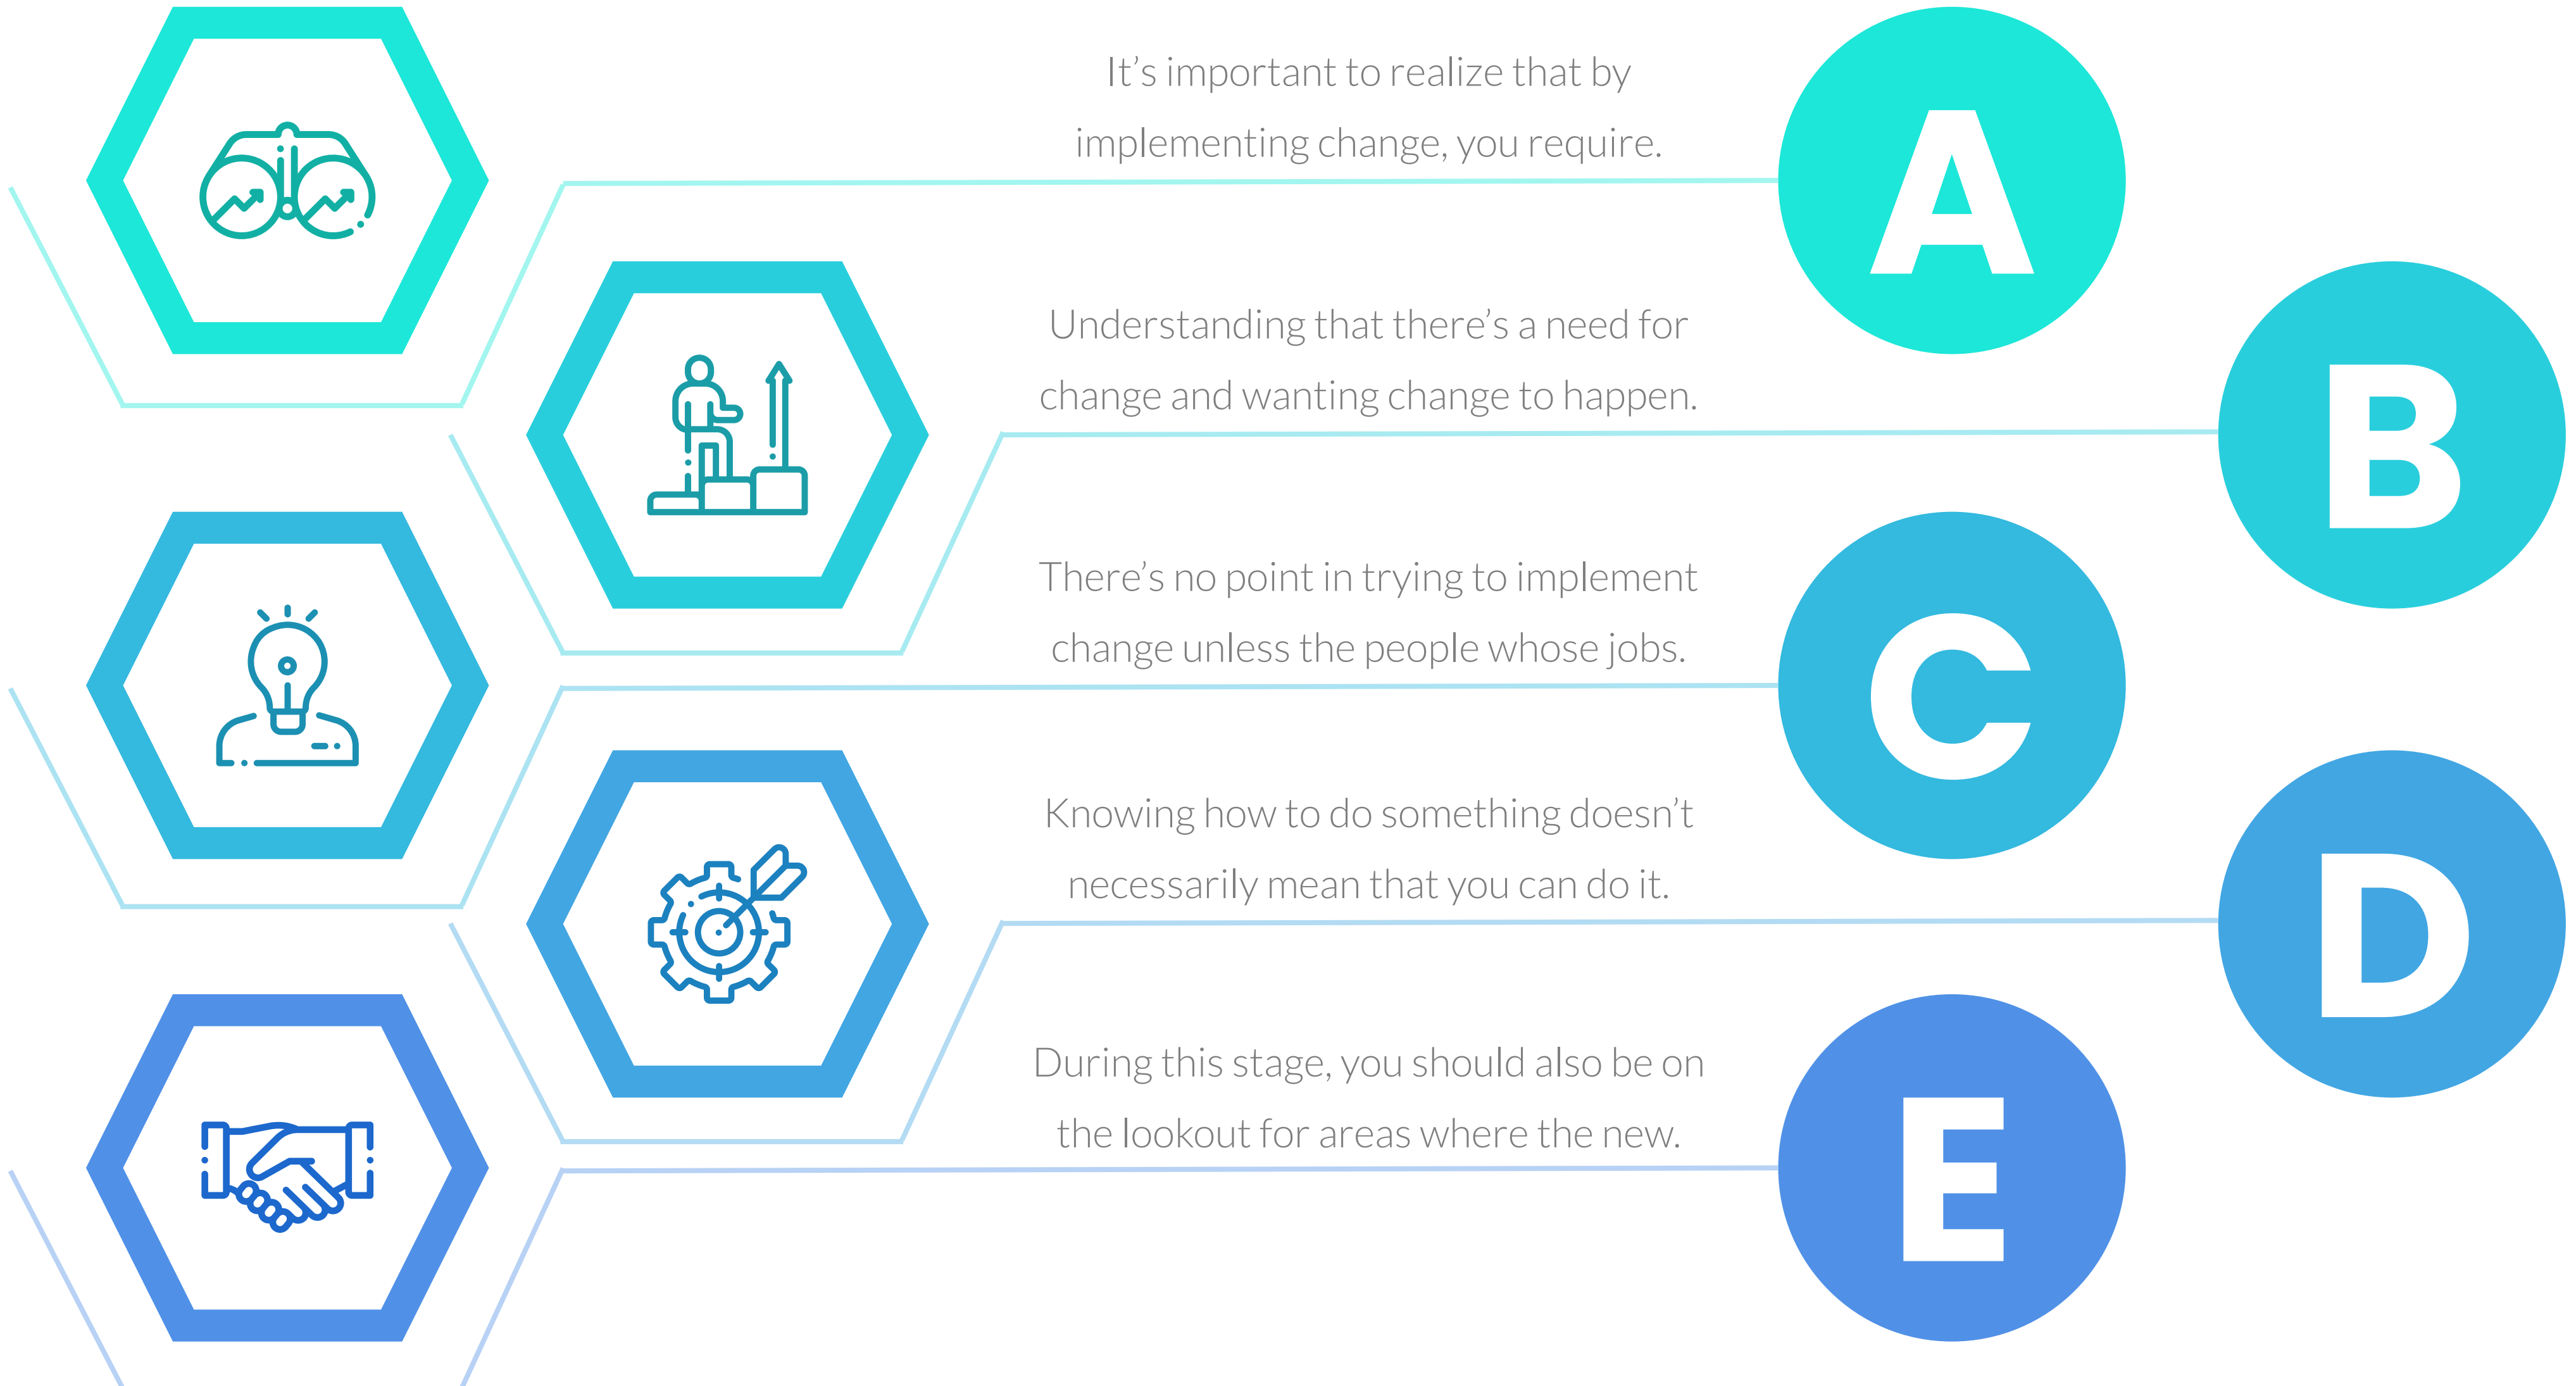 It’s important to realize that by
implementing change, you require.
A
Understanding that there’s a need for
change and wanting change to happen.
B
There’s no point in trying to implement
change unless the people whose jobs.
C
Knowing how to do something doesn’t
necessarily mean that you can do it.
D
During this stage, you should also be on
the lookout for areas where the new.
E